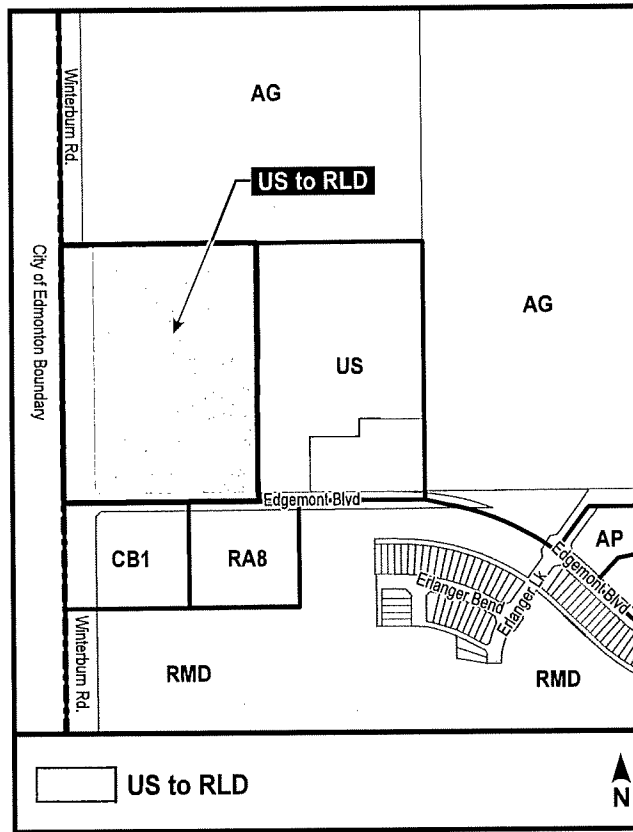 Winterburn Rd.
AG
US to RLD
City of Edmonton Boundary
AG
US
Edgemont Blvd
CB1
RA8
AP
Edgemont Blvd
Erlanger Bend
Erlanger Lk
Winterburn Rd.
RMD
RMD
US to RLD
N